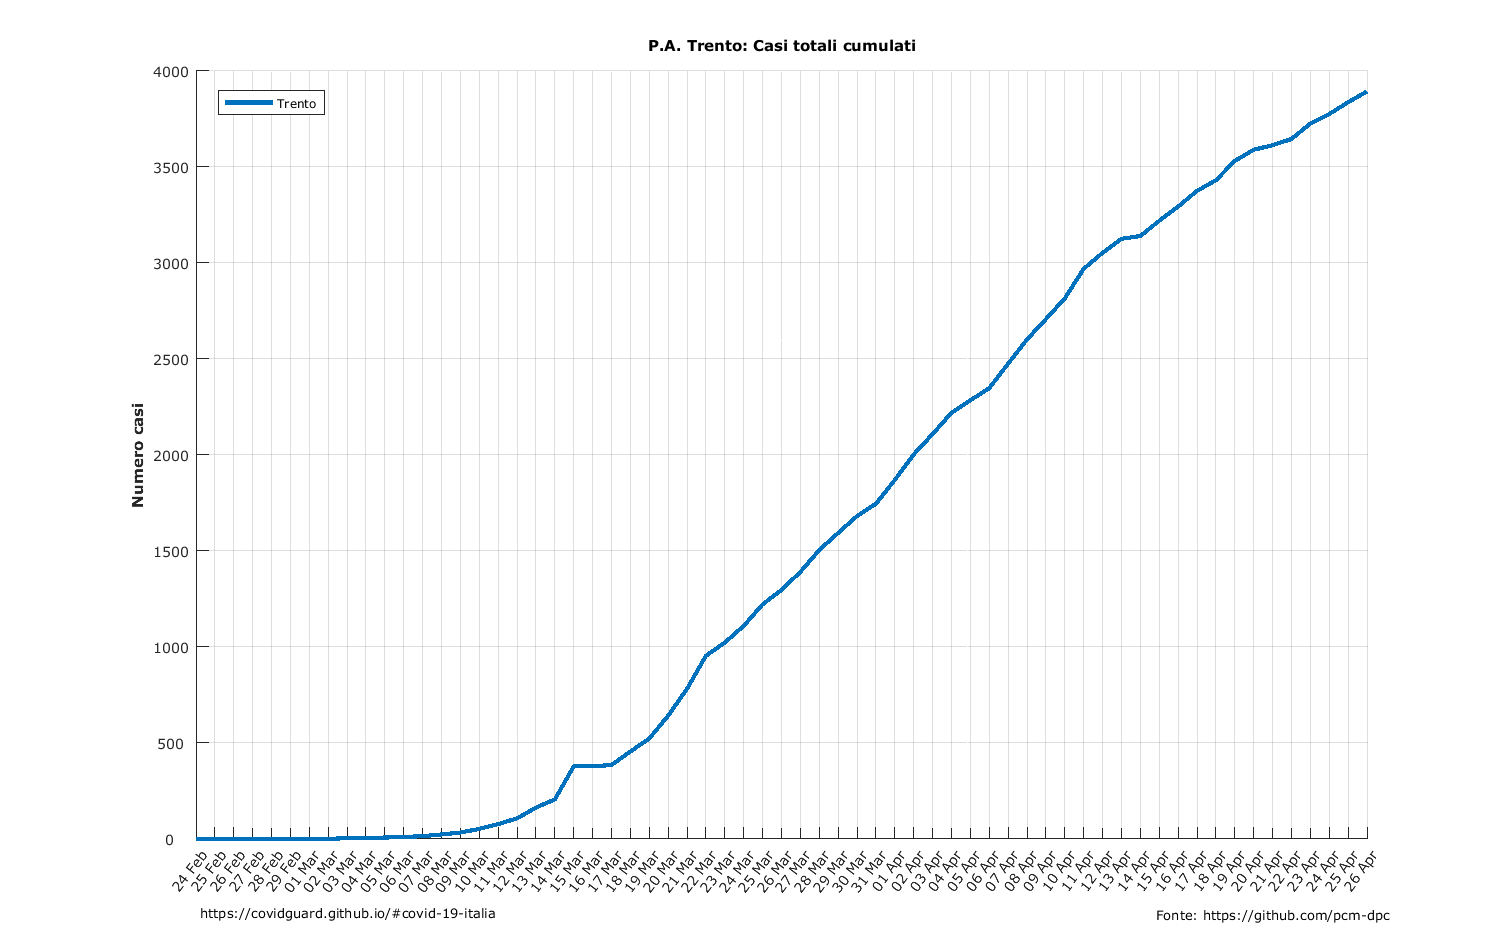 P.A. Trento: Casi totali cumulati
Trento
Numero casi
4000
3500
3000
2500
2000
1500
1000
500
0
24 Feb
25 Feb
26 Feb
27 Feb
28 Feb
29 Feb
01 Mar
02 Mar
03 Mar
04 Mar
05 Mar
06 Mar
07 Mar
08 Mar
09 Mar
10 Mar
11 Mar
12 Mar
13 Mar
14 Mar
15 Mar
16 Mar
17 Mar
18 Mar
19 Mar
20 Mar
21 Mar
22 Mar
23 Mar
24 Mar
25 Mar
26 Mar
27 Mar
28 Mar
29 Mar
30 Mar
31 Mar
01 Apr
02 Apr
03 Apr
04 Apr
05 Apr
06 Apr
07 Apr
08 Apr
09 Apr
10 Apr
11 Apr
12 Apr
13 Apr
14 Apr
15 Apr
16 Apr
17 Apr
18 Apr
19 Apr
20 Apr
21 Apr
22 Apr
23 Apr
24 Apr
25 Apr
26 Apr
https://covidguard.github.io/#covid-19-italia
Fonte: https://github.com/pcm-dpc